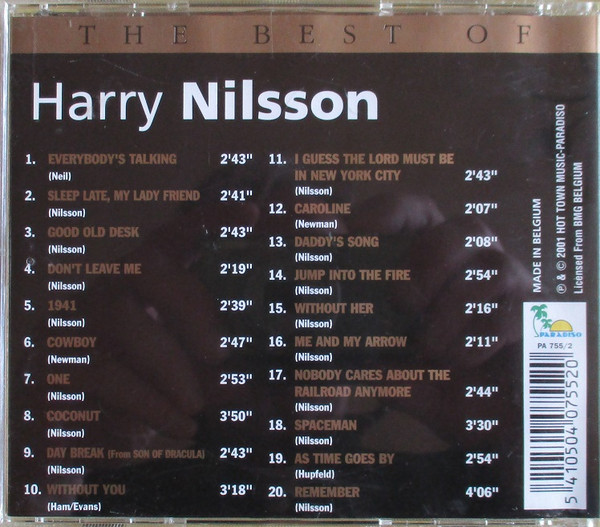 THE BEST OF
Harry Nilsson
1. EVERYBODY'S TALKING 2'43"
(Neil)
2. SLEEP LATE, MY LADY FRIEND 2'41"
(Nilsson)
3. GOOD OLD DESK 2'43"
(Nilsson)
4. DON'T LEAVE ME 2'19"
(Nilsson)
5. 1941 2'39"
(Nilsson)
6. COWBOY 2'47"
(Newman)
7. ONE 2'53"
(Nilsson)
8. COCONUT 3'50"
(Nilsson)
9. DAY BREAK (From SON OF DRACULA) 2'43"
(Nilsson)
10. WITHOUT YOU 3'18"
(Ham/Evans)
11. I GUESS THE LORD MUST BE
IN NEW YORK CITY 2'43"
(Nilsson)
12. CAROLINE 2'07"
(Newman)
13. DADDY'S SONG 2'08"
(Nilsson)
14. JUMP INTO THE FIRE 2'54"
(Nilsson)
15. WITHOUT HER 2'16"
(Nilsson)
16. ME AND MY ARROW 2'11"
(Nilsson)
17. NOBODY CARES ABOUT THE
RAILROAD ANYMORE 2'44"
(Nilsson)
18. SPACEMAN 3'30"
(Nilsson)
19. AS TIME GOES BY 2'54"
(Hupfeld)
20. REMEMBER 4'06"
(Nilsson)
MADE IN BELGIUM
℗ & © 2001 HOT TOWN MUSIC-PARADISO
Licensed From BMG BELGIUM
PARADISO
PA 755/2
5 410504 075520